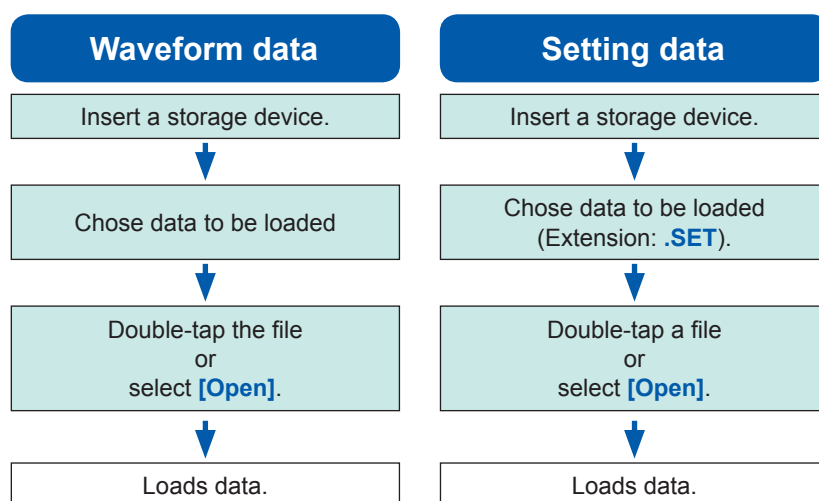 Waveform data
Insert a storage device.
Chose data to be loaded
Double-tap the file
or
select [Open].
Loads data.
Setting data
Insert a storage device.
Chose data to be loaded
(Extension: .SET).
Double-tap a file
or
select [Open].
Loads data.